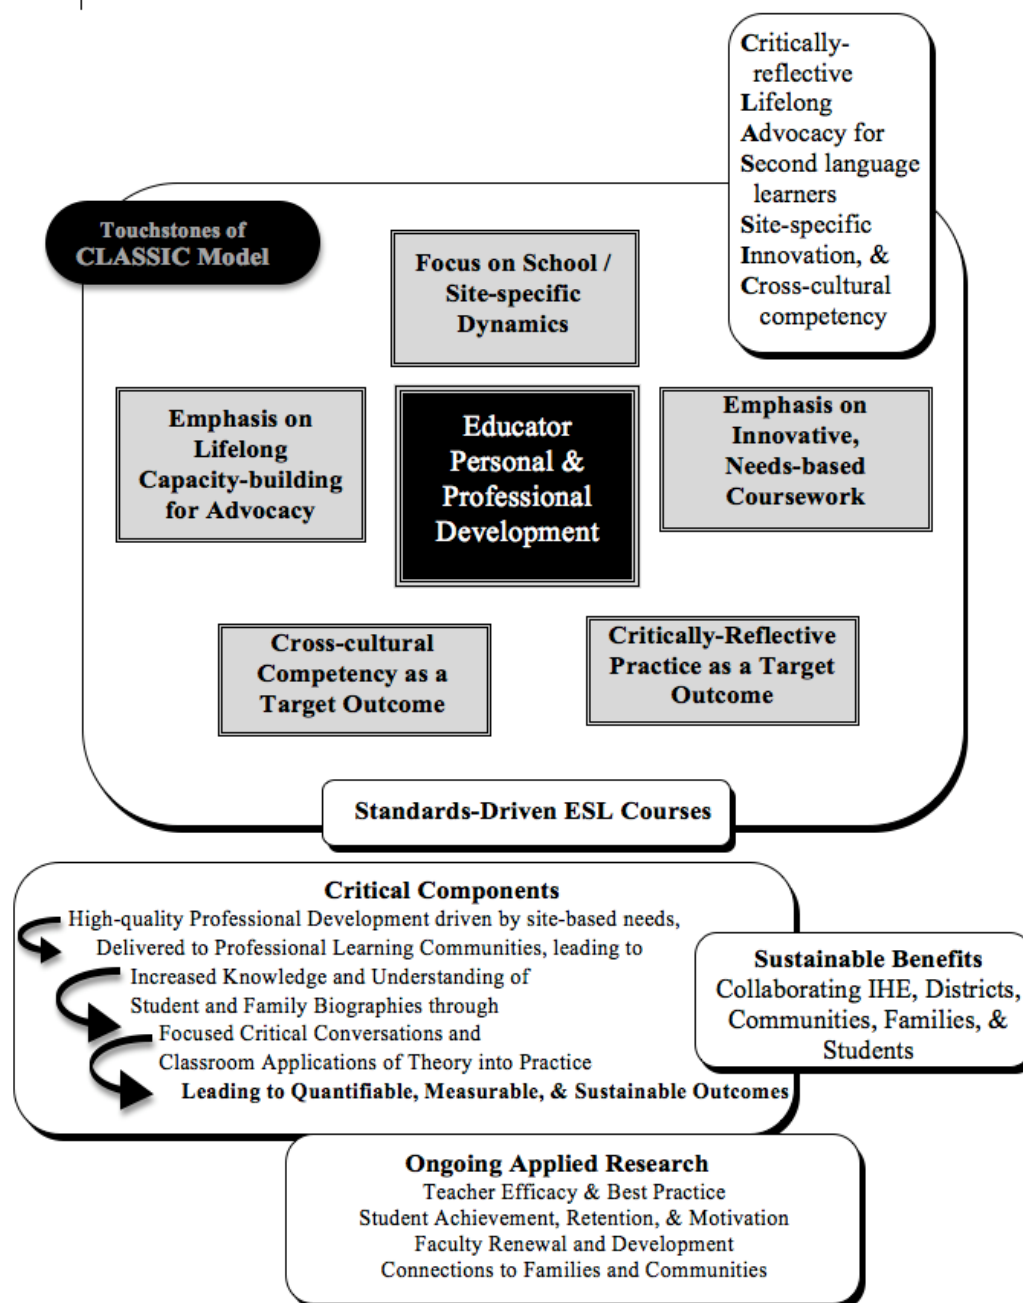 Critically-
reflective
Lifelong
Advocacy for
Second language
learners
Site-specific
Innovation, &
Cross-cultural
competency
Touchstones of
CLASSIC Model
Focus on School /
Site-specific
Dynamics
Emphasis on
Lifelong
Capacity-building
for Advocacy
Educator
Personal &
Professional
Development
Emphasis on
Innovative,
Needs-based
Coursework
Cross-cultural
Competency as a
Target Outcome
Critically-Reflective
Practice as a Target
Outcome
Standards-Driven ESL Courses
Critical Components
High-quality Professional Development driven by site-based needs,
Delivered to Professional Learning Communities, leading to
Increased Knowledge and Understanding of
Student and Family Biographies through
Focused Critical Conversations and
Classroom Applications of Theory into Practice
Leading to Quantifiable, Measurable, & Sustainable Outcomes
Sustainable Benefits
Collaborating IHE, Districts,
Communities, Families, &
Students
Ongoing Applied Research
Teacher Efficacy & Best Practice
Student Achievement, Retention, & Motivation
Faculty Renewal and Development
Connections to Families and Communities